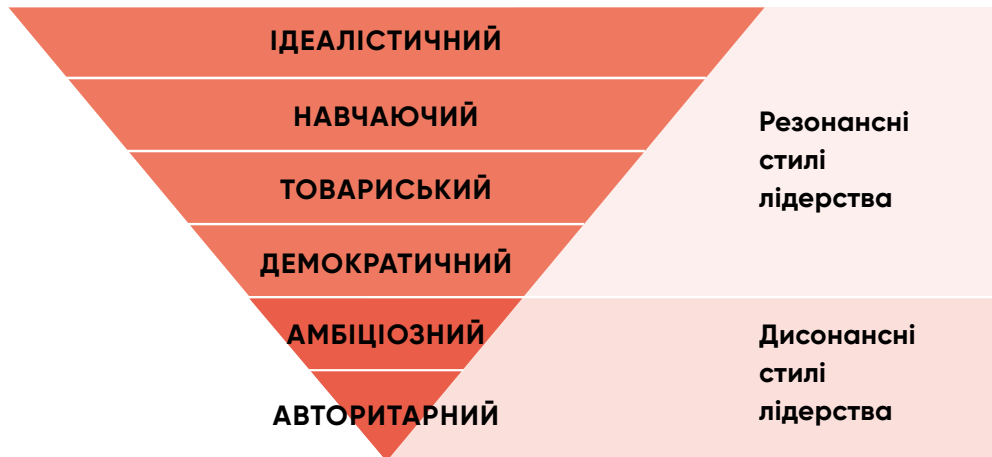 ІДЕАЛІСТИЧНИЙ
НАВЧАЮЧИЙ
ТОВАРИСЬКИЙ
ДЕМОКРАТИЧНИЙ
АМБІЦІОЗНИЙ
АВТОРИТАРНИЙ
Резонансні
стилі
лідерства
Дисонансні
стилі
лідерства